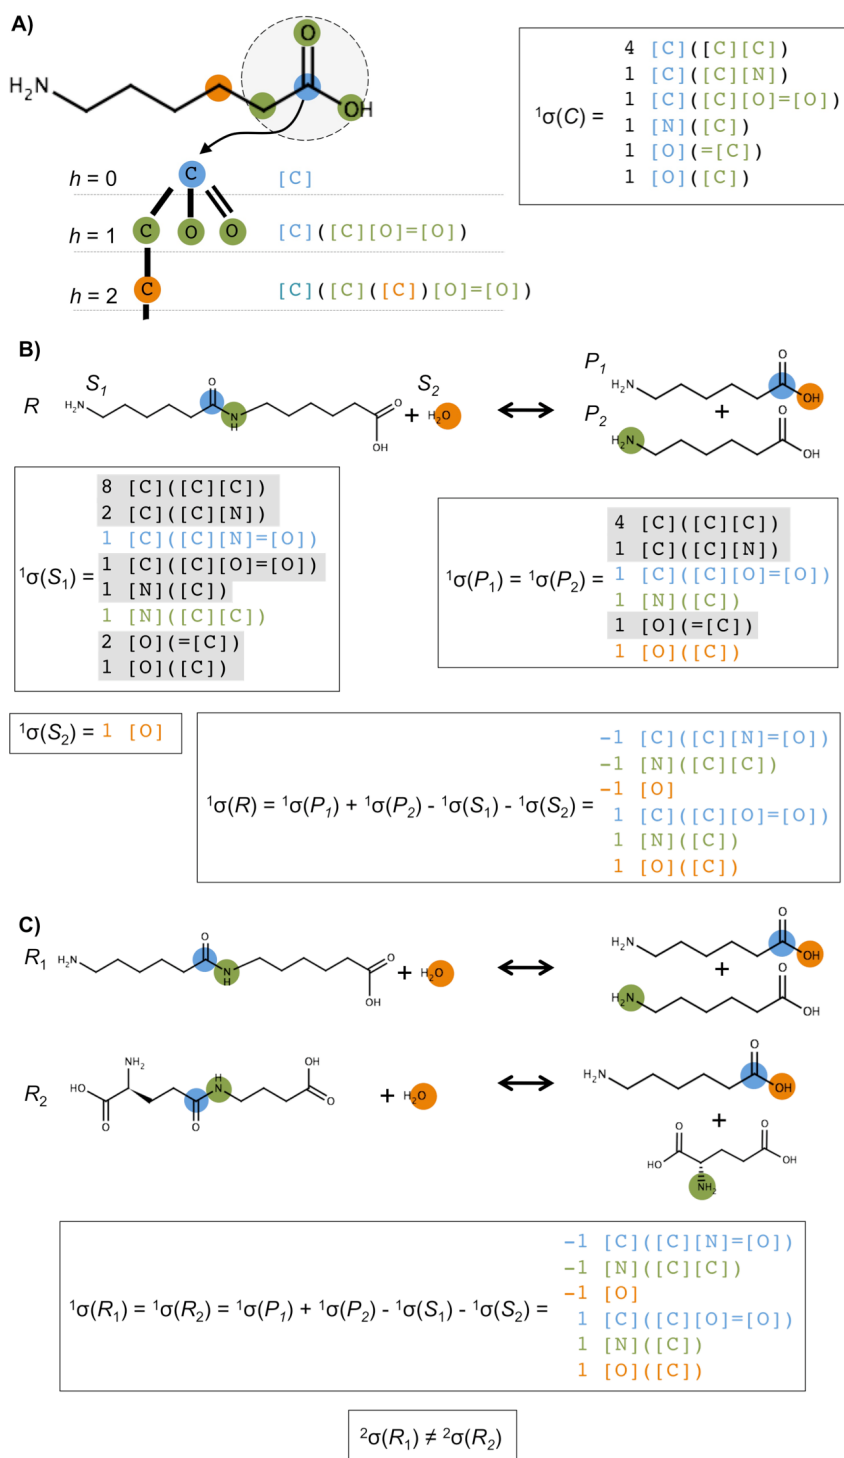 A)
O
H₂N
OH
4 [C]([C][C])
1 [C]([C][N])
1 [C]([C][O]=[O])
¹σ(C) =
1 [N]([C])
1 [O](=[C])
1 [O]([C])
h = 0 C [C]
h = 1 C O O [C]([C][O]=[O])
h = 2 C [C]([C]([C])[O]=[O])
B)
R S₁ S₂ P₁
H₂N O N H O OH + H₂O H₂N O OH
+
P₂
H₂N O OH
8 [C]([C][C])
2 [C]([C][N])
1 [C]([C][N]=[O])
¹σ(S₁) = 1 [C]([C][O]=[O])
1 [N]([C])
1 [N]([C][C])
2 [O](=[C])
1 [O]([C])
4 [C]([C][C])
1 [C]([C][N])
¹σ(P₁) = ¹σ(P₂) = 1 [C]([C][O]=[O])
1 [N]([C])
1 [O](=[C])
1 [O]([C])
¹σ(S₂) = 1 [O]
−1 [C]([C][N]=[O])
−1 [N]([C][C])
−1 [O]
¹σ(R) = ¹σ(P₁) + ¹σ(P₂) - ¹σ(S₁) - ¹σ(S₂) =
1 [C]([C][O]=[O])
1 [N]([C])
1 [O]([C])
C)
R₁ H₂N O N H O OH + H₂O H₂N O OH
+
H₂N O OH
R₂ HO O NH₂ O H N OH O + H₂O H₂N O OH
+
HO O O OH
NH₂
−1 [C]([C][N]=[O])
−1 [N]([C][C])
−1 [O]
¹σ(R₁) = ¹σ(R₂) = ¹σ(P₁) + ¹σ(P₂) - ¹σ(S₁) - ¹σ(S₂) =
1 [C]([C][O]=[O])
1 [N]([C])
1 [O]([C])
²σ(R₁) ≠ ²σ(R₂)